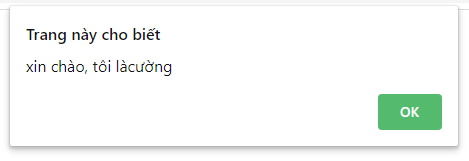 Trang này cho biết
xin chào, tôi làcường
OK